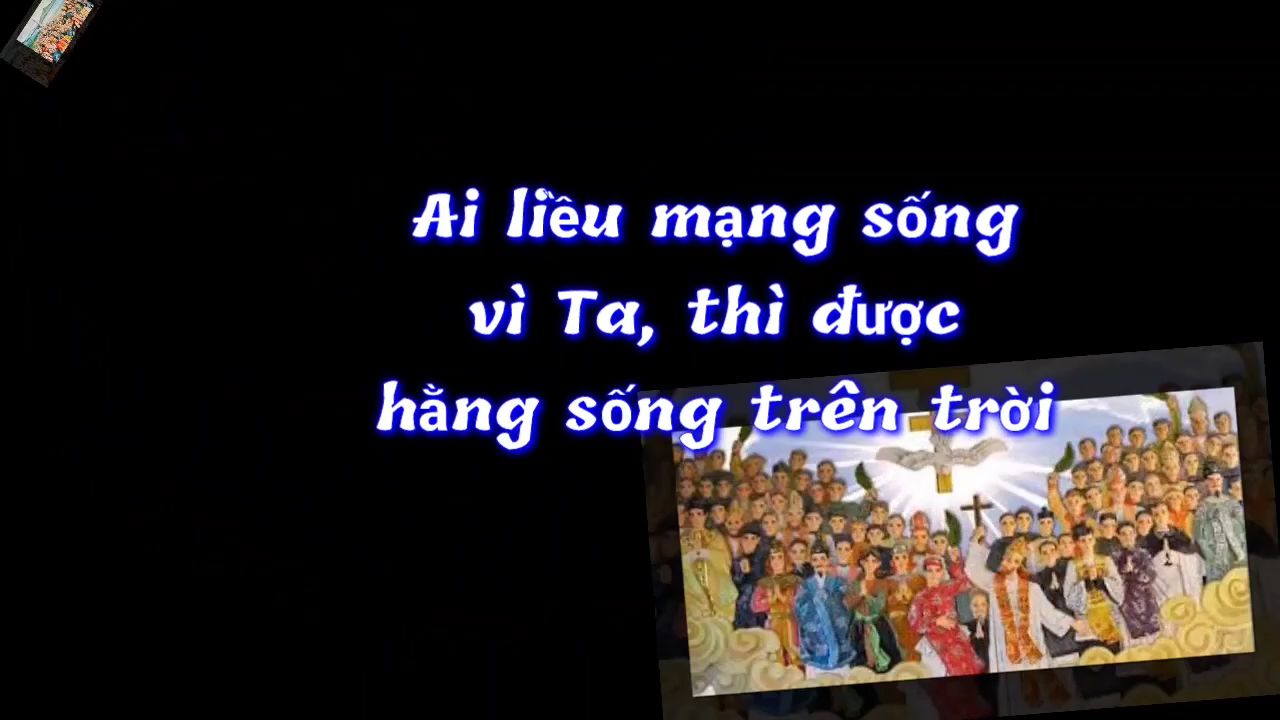 Ai liều mạng sống
vì Ta, thì được
hằng sống trên trời